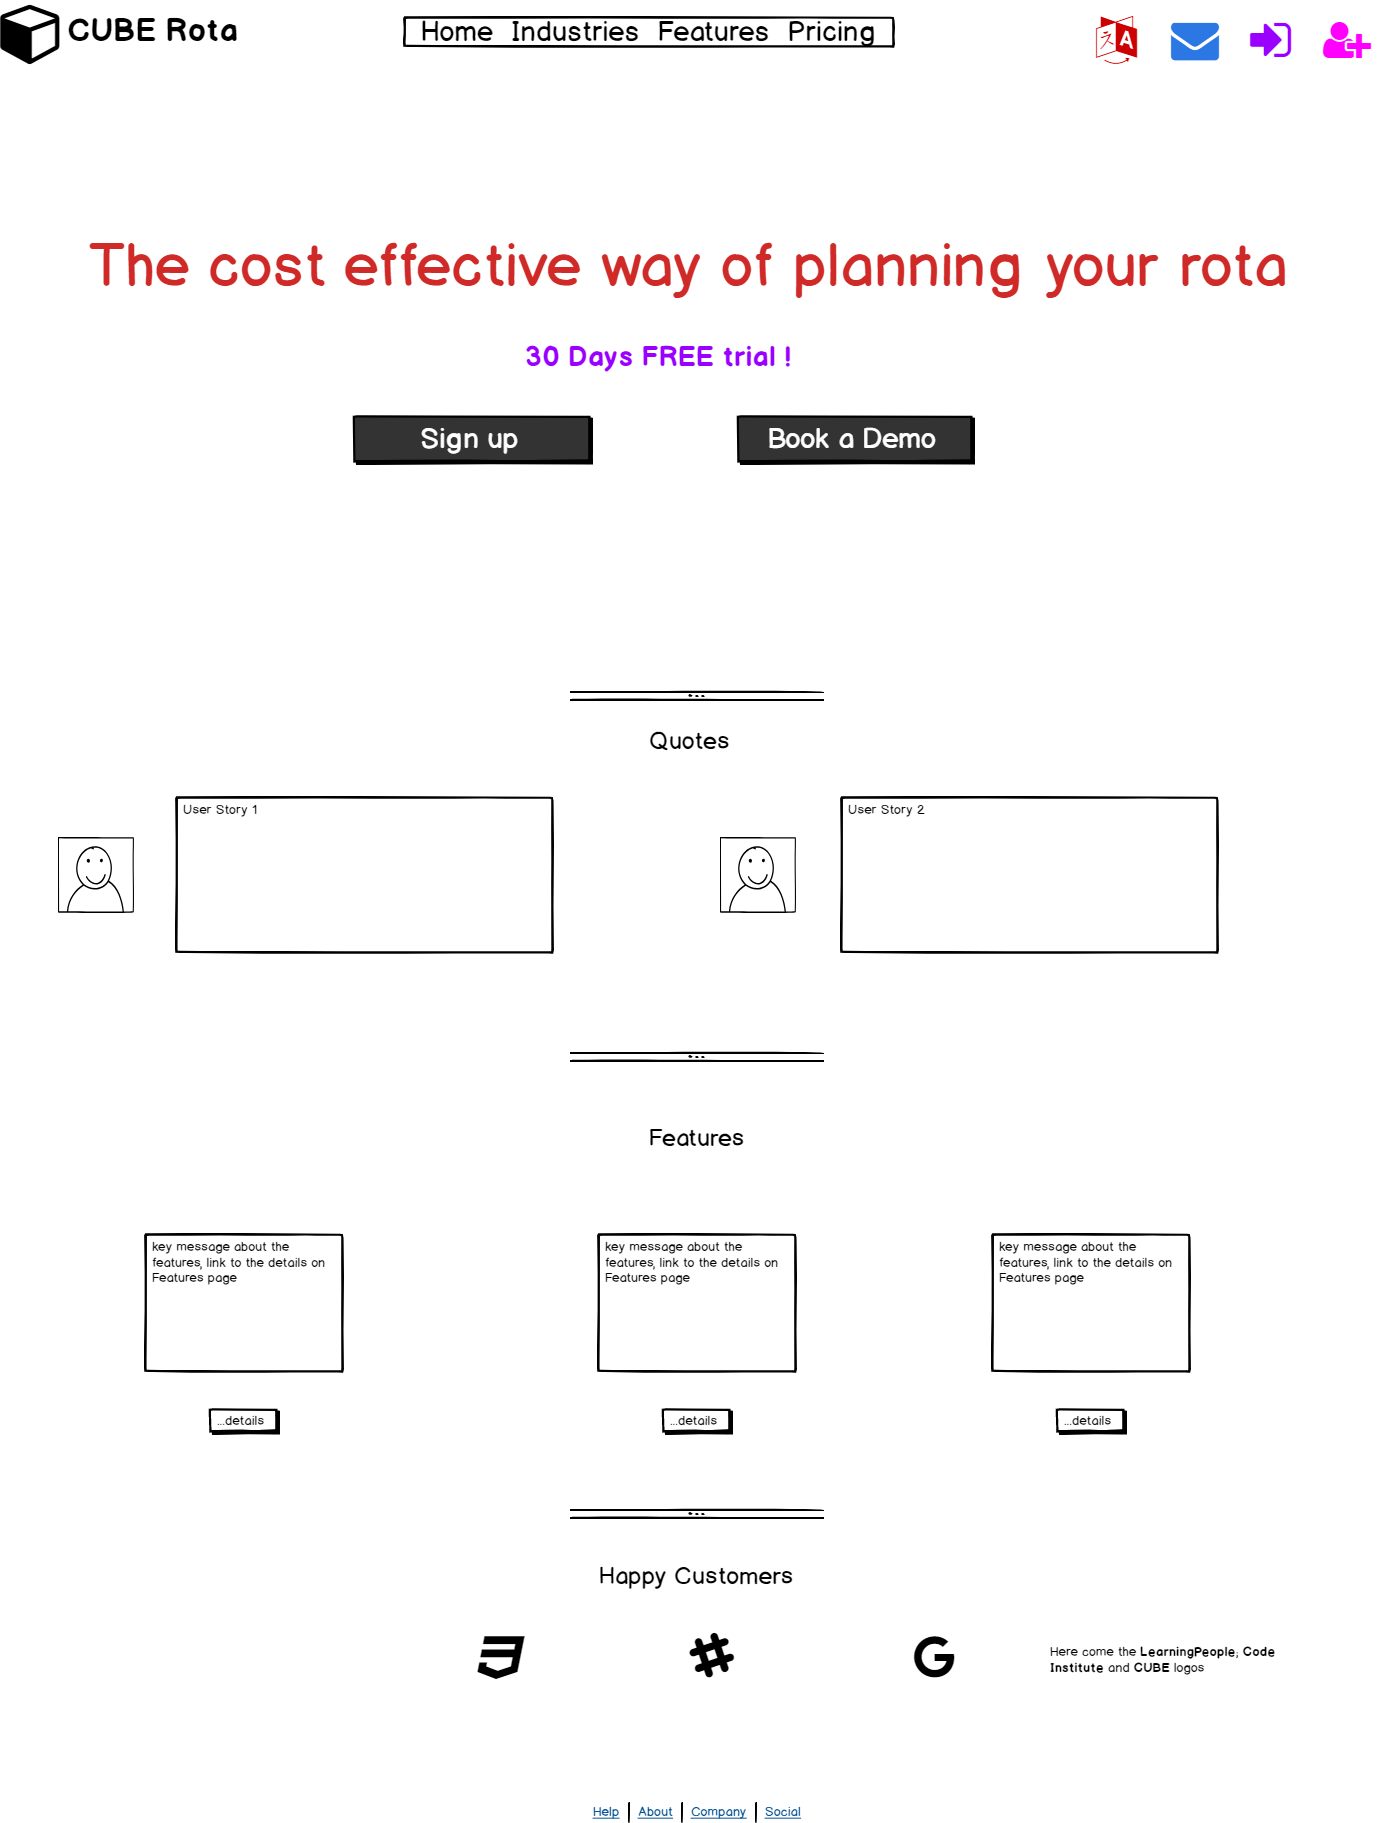 CUBE Rota
Home Industries Features Pricing
A
The cost effective way of planning your rota
30 Days FREE trial !
Sign up
Book a Demo
Quotes
User Story 1
User Story 2
Features
key message about the
features, link to the details on
Features page
key message about the
features, link to the details on
Features page
key message about the
features, link to the details on
Features page
...details
...details
...details
Happy Customers
Here come the LearningPeople; Code
Institute and CUBE logos
Help | About | Company | Social